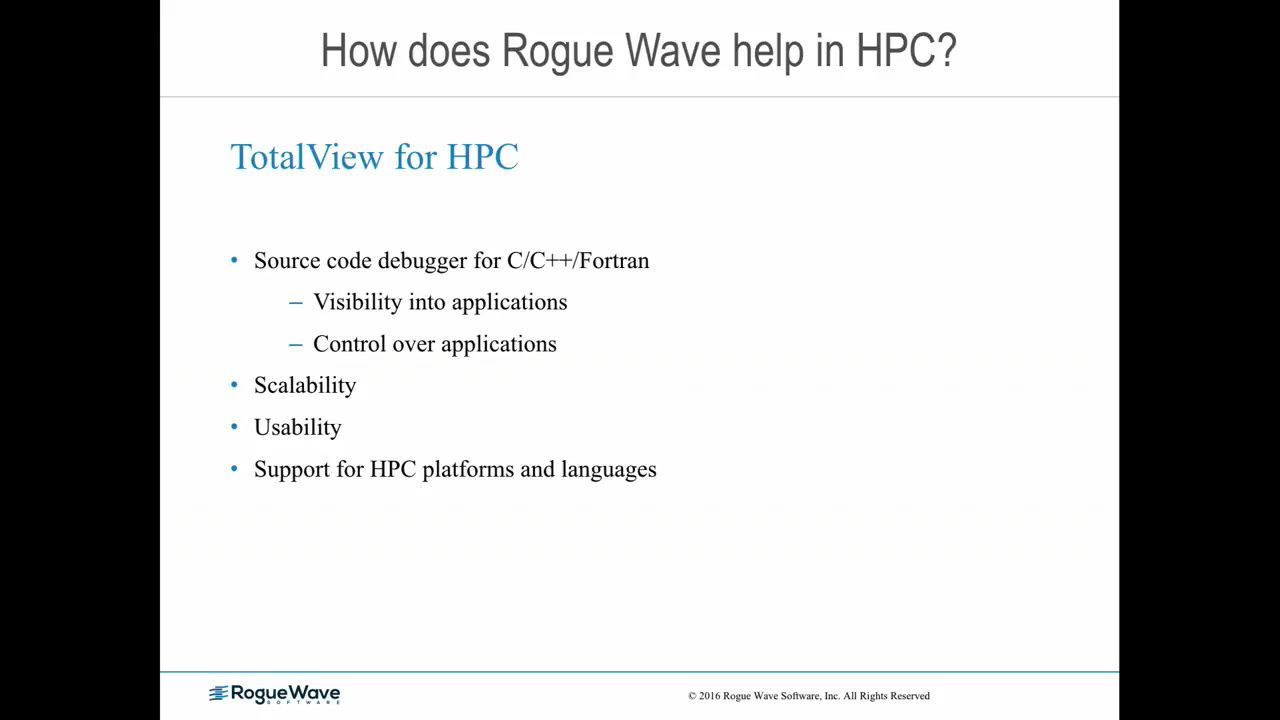 How does Rogue Wave help in HPC?
TotalView for HPC
• Source code debugger for C/C++/Fortran
– Visibility into applications
– Control over applications
• Scalability
• Usability
• Support for HPC platforms and languages
RogueWave
SOFTWARE
© 2016 Rogue Wave Software, Inc. All Rights Reserved